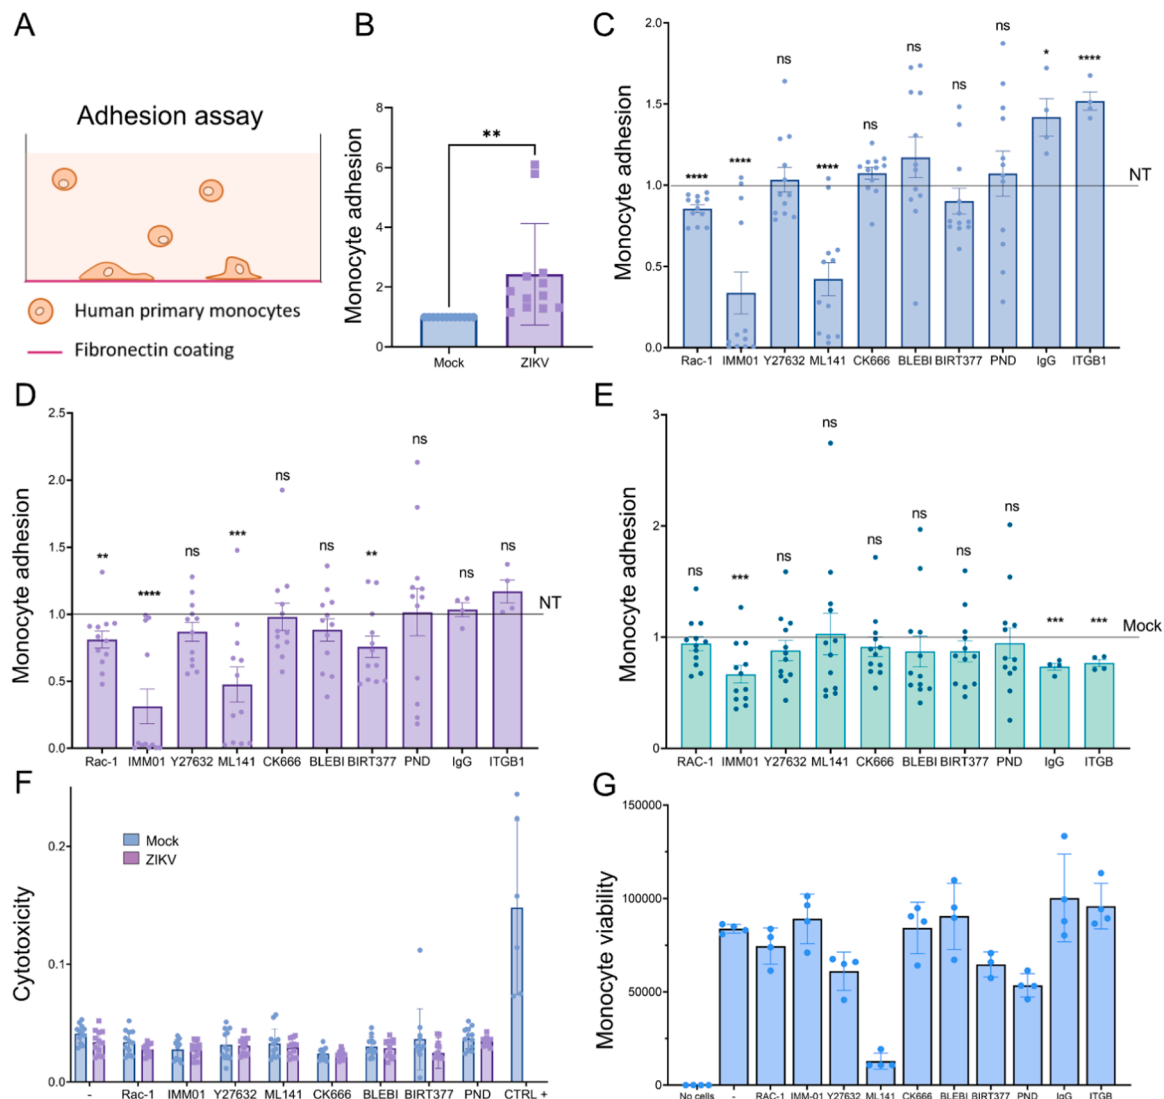 A
Adhesion assay
Human primary monocytes
Fibronectin coating
B
Monocyte adhesion
8
6
4
2
0
**
Mock
ZIKV
C
Monocyte adhesion
2.0
1.5
1.0
0.5
0.0
**** **** ns **** ns ns ns ns * ****
NT
Rac-1 IMM01 Y27632 ML141 CK666 BLEBI BIRT377 PND IgG ITGB1
D
Monocyte adhesion
2.5
2.0
1.5
1.0
0.5
0.0
** **** ns *** ns ns ** ns ns ns
NT
Rac-1 IMM01 Y27632 ML141 CK666 BLEBI BIRT377 PND IgG ITGB1
E
Monocyte adhesion
3
2
1
0
ns *** ns ns ns ns ns ns *** ***
Mock
RAC-1 IMM01 Y27632 ML141 CK666 BLEBI BIRT377 PND IgG ITGB
F
Cytotoxicity
0.2
0.1
0.0
Mock
ZIKV
- Rac-1 IMM01 Y27632 ML141 CK666 BLEBI BIRT377 PND CTRL +
G
Monocyte viability
150000
100000
50000
0
No cells - RAC-1 IMM-01 Y27632 ML141 CK666 BLEBI BIRT377 PND IgG ITGB